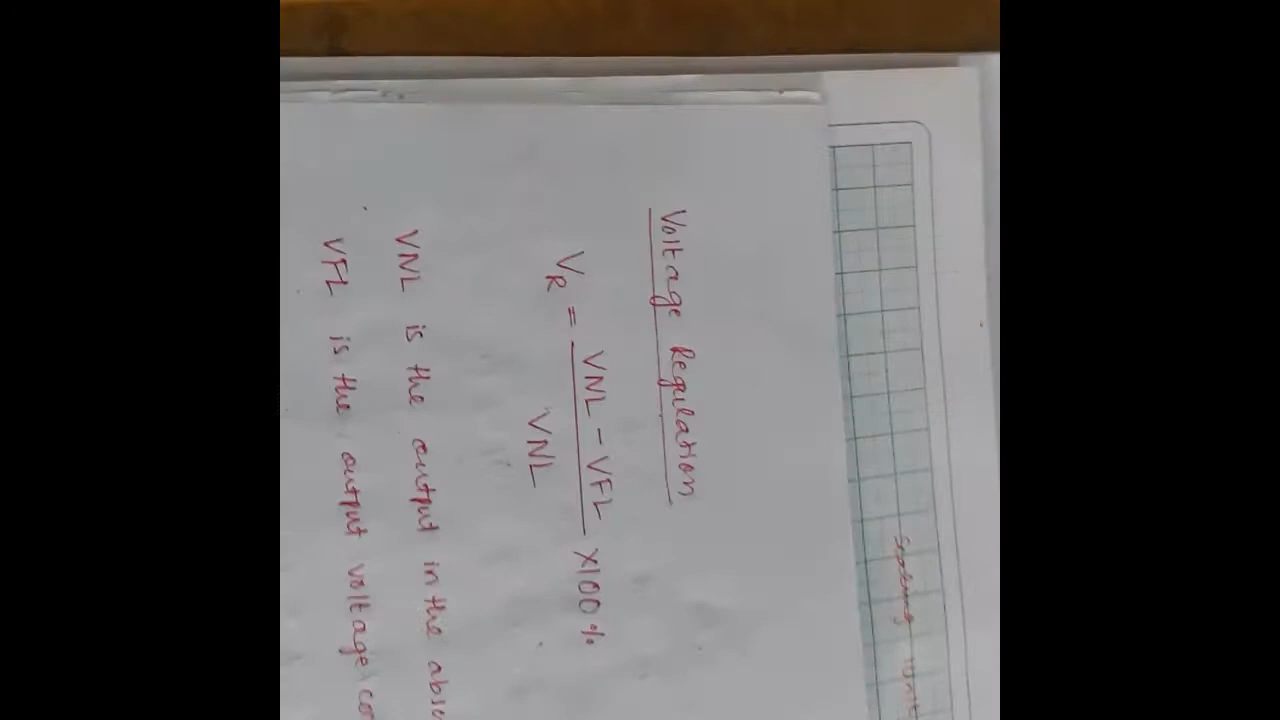 Voltage Regulation
VR = VNL - VFL
VNL
x100%
VNL is the output in the
VFL is the output voltage